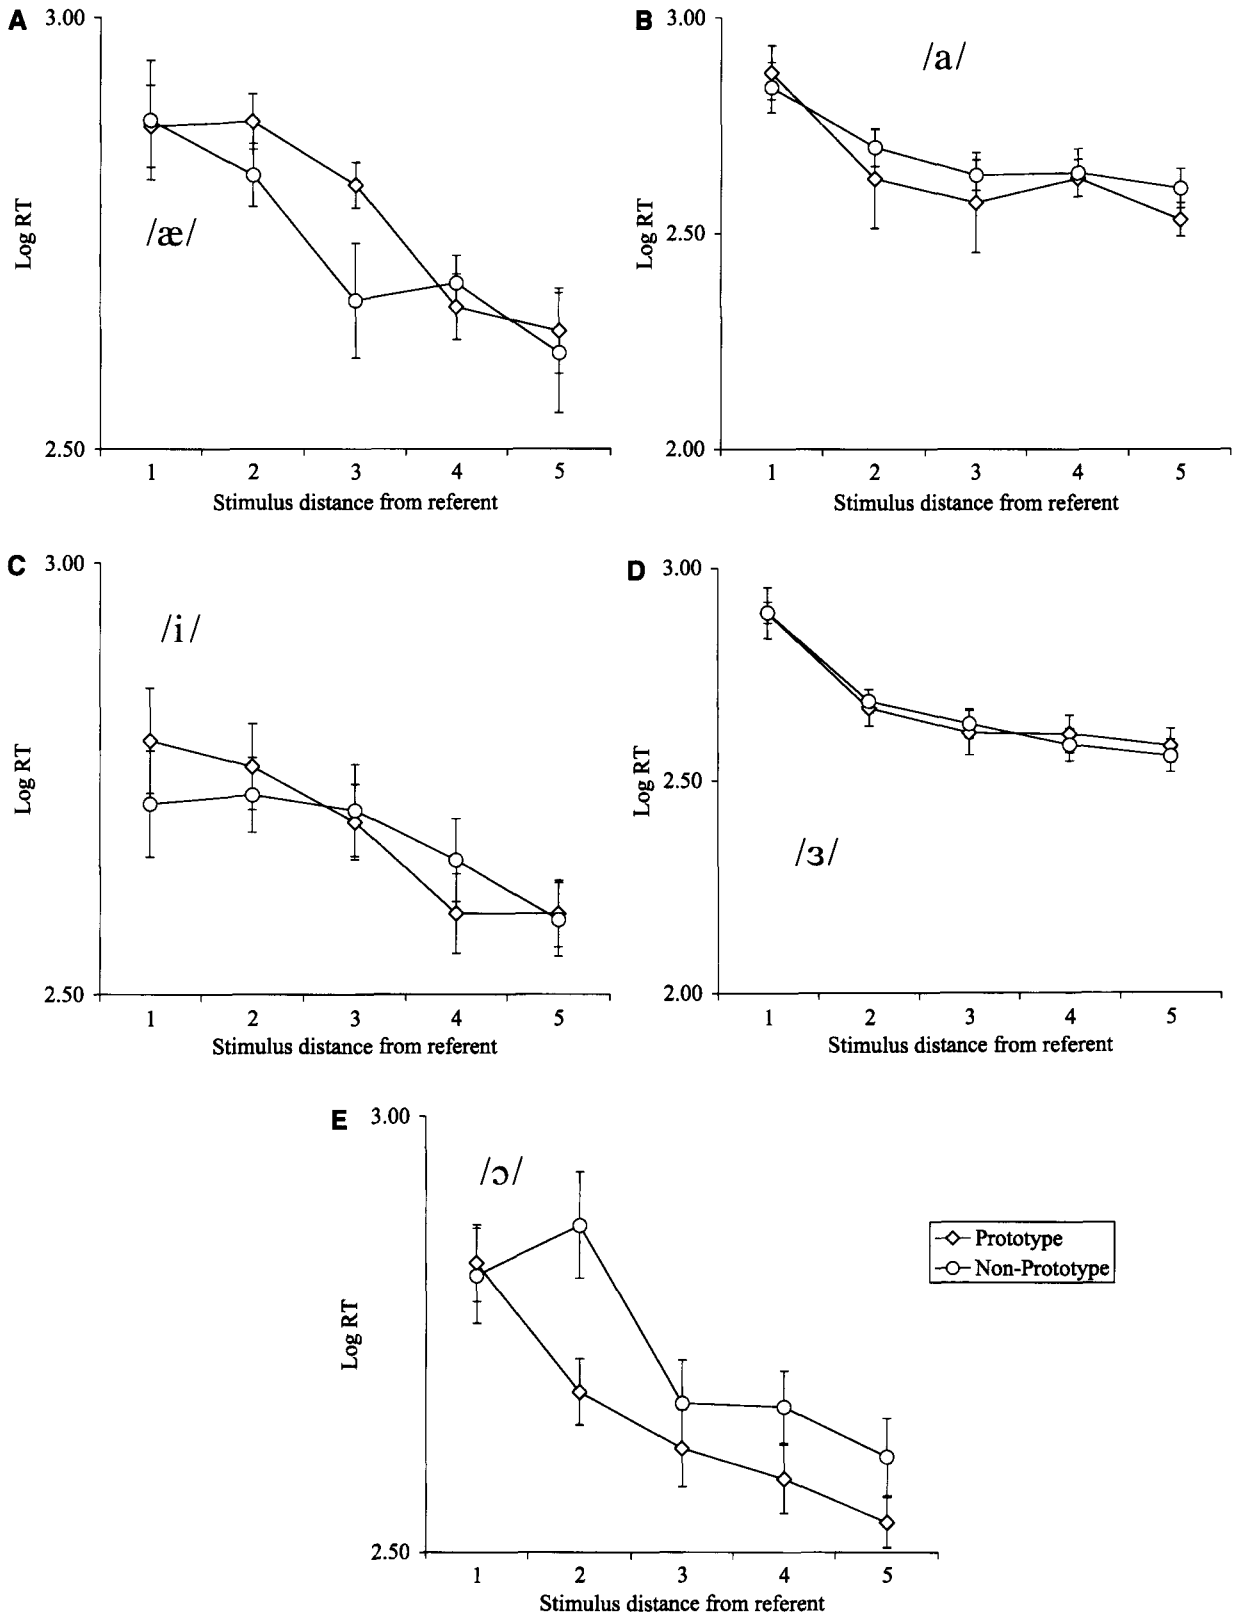 A
3.00
/æ/
Log RT
2.50
1 2 3 4 5
Stimulus distance from referent
B
3.00
/a/
Log RT
2.50
2.00
1 2 3 4 5
Stimulus distance from referent
C
3.00
/i/
Log RT
2.50
1 2 3 4 5
Stimulus distance from referent
D
3.00
Log RT
2.50
/ɜ/
2.00
1 2 3 4 5
Stimulus distance from referent
E
3.00
/ɔ/
Log RT
2.50
1 2 3 4 5
Stimulus distance from referent
Prototype
Non-Prototype